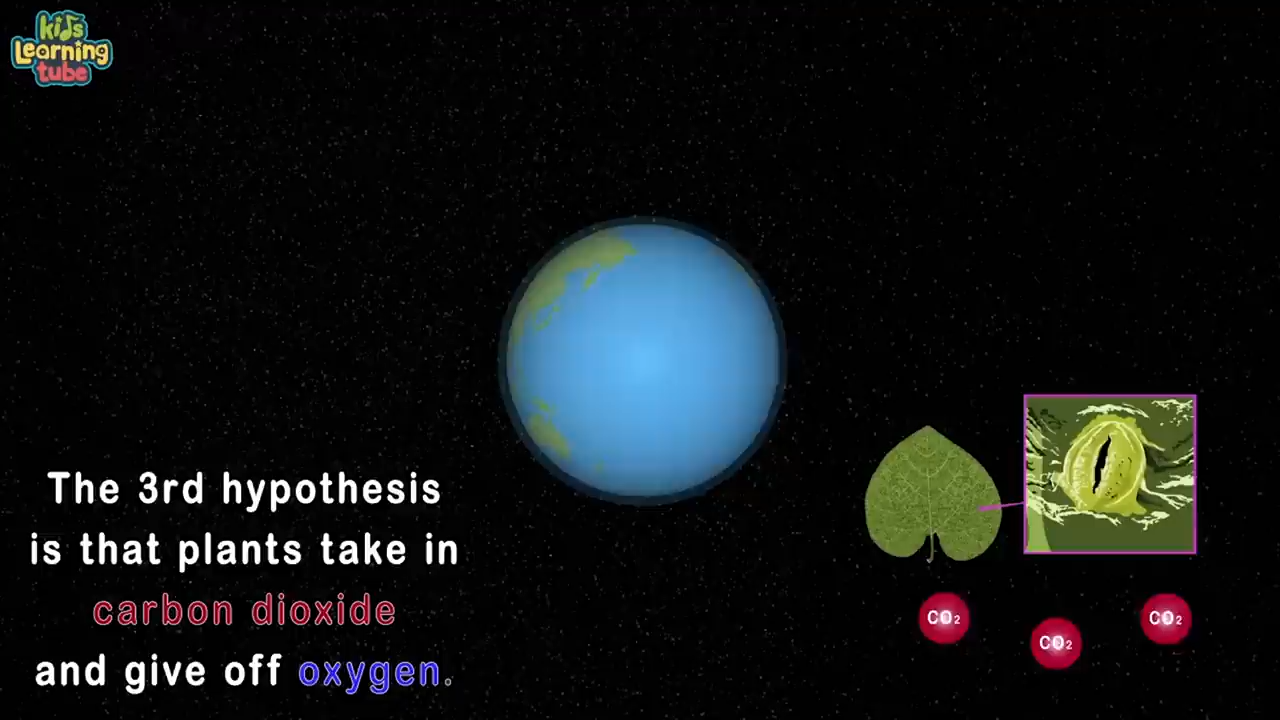 kids
Learning
tube
The 3rd hypothesis
is that plants take in
carbon dioxide
and give off oxygen.
CO₂
CO₂
CO₂